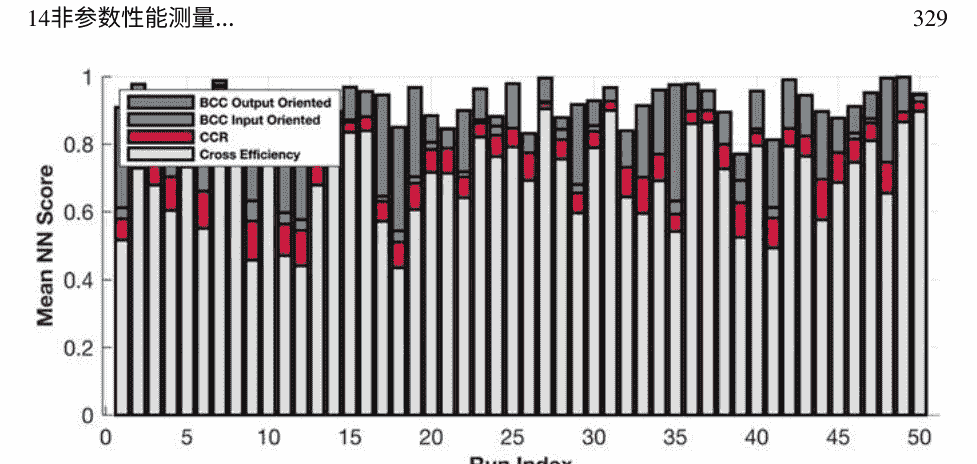 14非参数性能测量... 329
1
BCC Output Oriented
BCC Input Oriented
CCR
Cross Efficiency
0.8
0.6
0.4
0.2
0
Mean NN Score
0 5 10 15 20 25 30 35 40 45 50
Run Index